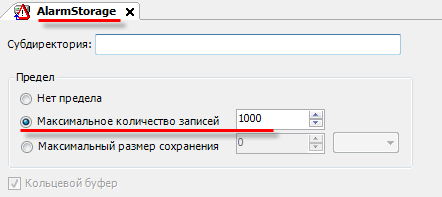 AlarmStorage
Субдиректория:
Предел
Нет предела
Максимальное количество записей 1000
Максимальный размер сохранения 0
Кольцевой буфер